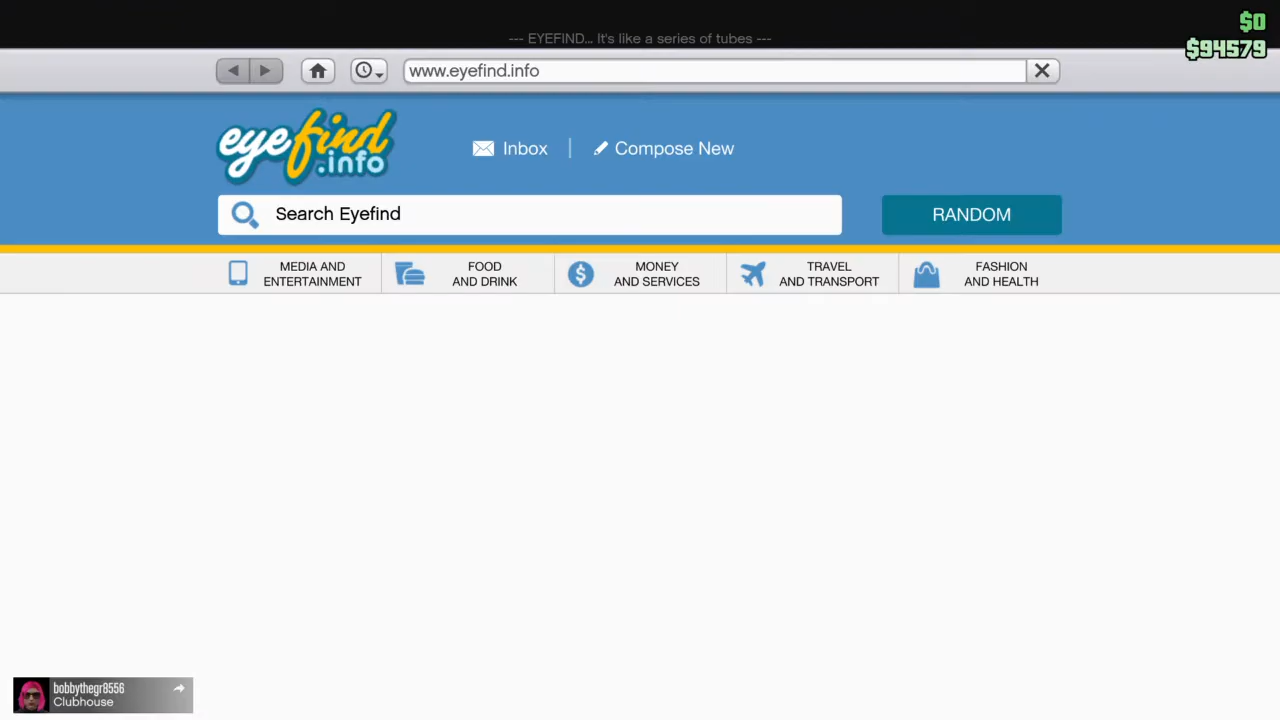 $0
--- EYEFIND... It's like a series of tubes ---
$94579
www.eyefind.info
eyefind
.info
Inbox
Compose New
Search Eyefind
RANDOM
MEDIA AND
ENTERTAINMENT
FOOD
AND DRINK
MONEY
AND SERVICES
TRAVEL
AND TRANSPORT
FASHION
AND HEALTH
bobbythegr8556
Clubhouse